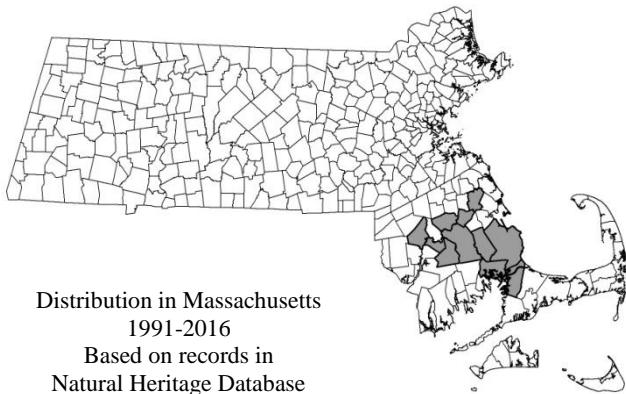 Distribution in Massachusetts
1991-2016
Based on records in
Natural Heritage Database